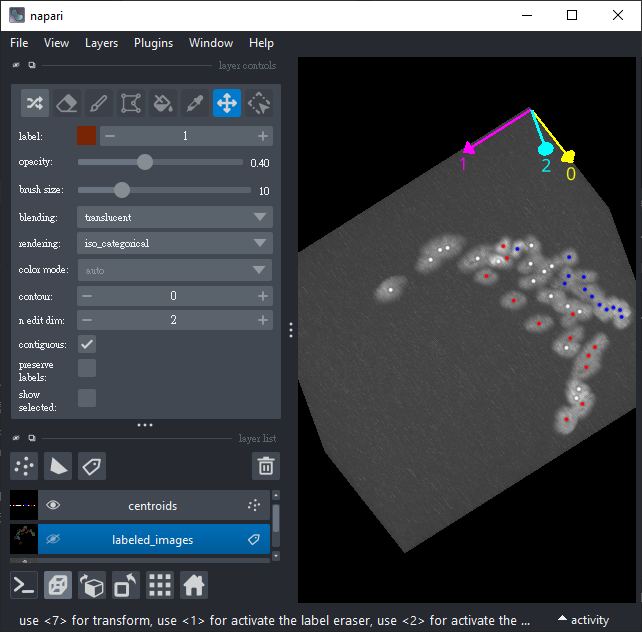 napari
File View Layers Plugins Window Help
layer controls
label: 1
opacity: 0.40
brush size: 10
blending: translucent
rendering: iso_categorical
color mode: auto
contour: 0
n edit dim: 2
contiguous:
preserve
labels:
show
selected:
layer list
centroids
labeled_images
1
2
0
use <7> for transform, use <1> for activate the label eraser, use <2> for activate the ...
activity